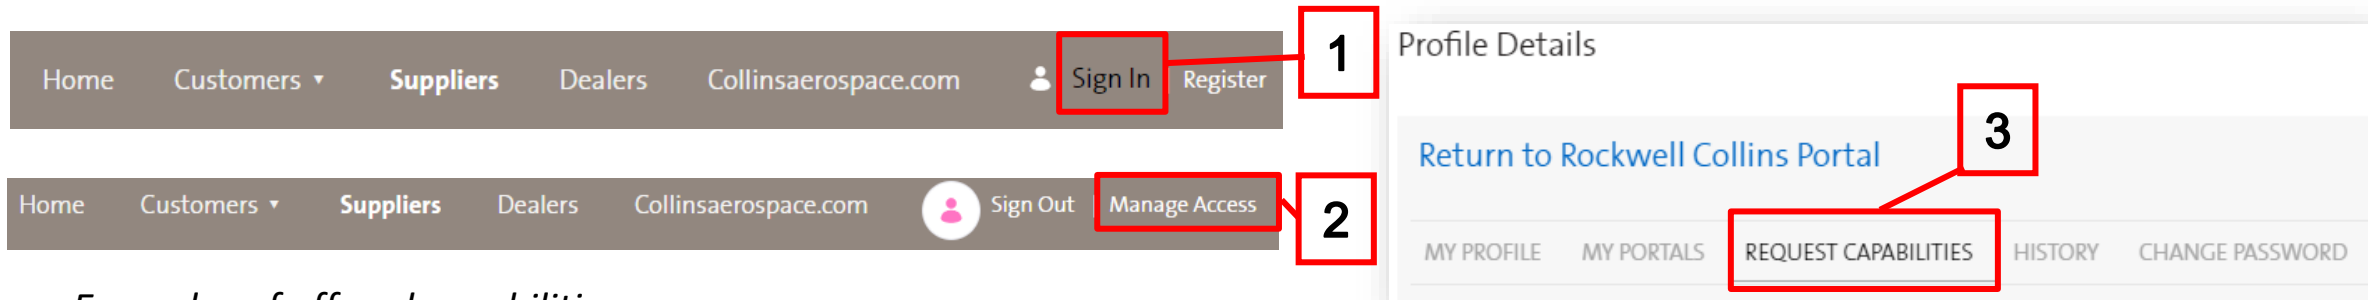 Home Customers ▾ Suppliers Dealers Collinsaerospace.com Sign In | Register
1
Home Customers ▾ Suppliers Dealers Collinsaerospace.com Sign Out | Manage Access
2
Profile Details
3
Return to Rockwell Collins Portal
MY PROFILE MY PORTALS REQUEST CAPABILITIES HISTORY CHANGE PASSWORD